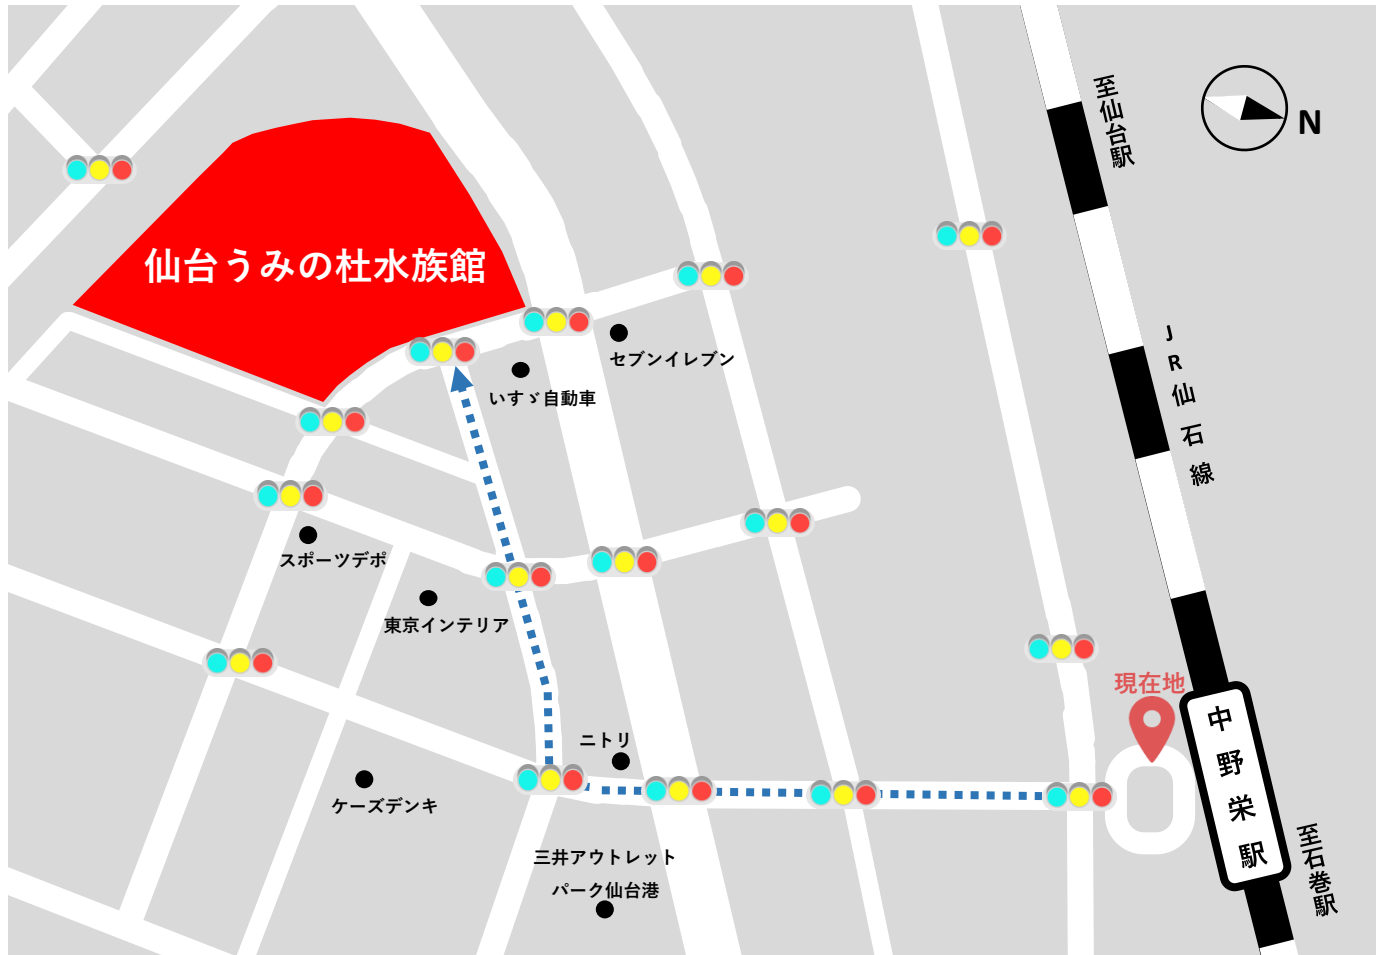 至仙台駅
N
仙台うみの杜水族館
セブンイレブン
いすゞ自動車
JR仙石線
スポーツデポ
東京インテリア
現在地
中野栄駅
ニトリ
ケーズデンキ
三井アウトレット
パーク仙台港
至石巻駅